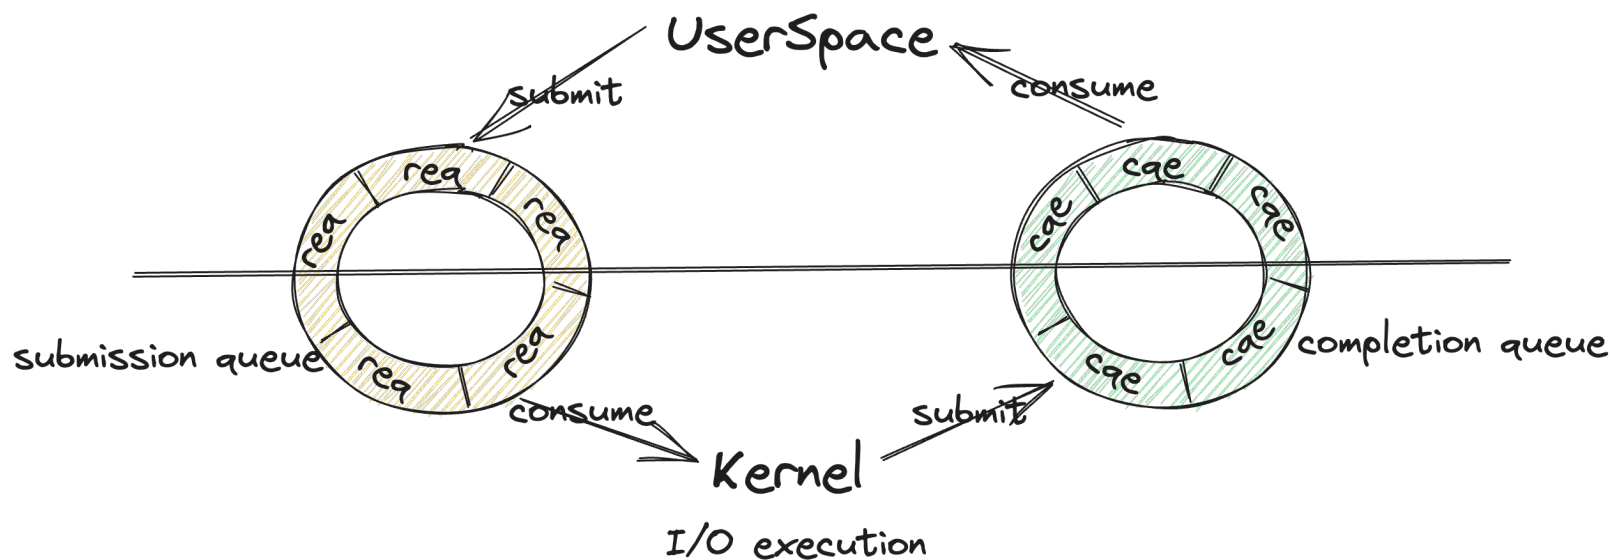 UserSpace
submit
consume
req
req
req
req
req
cqe
cqe
cqe
cqe
cqe
submission queue
completion queue
consume
submit
Kernel
I/O execution